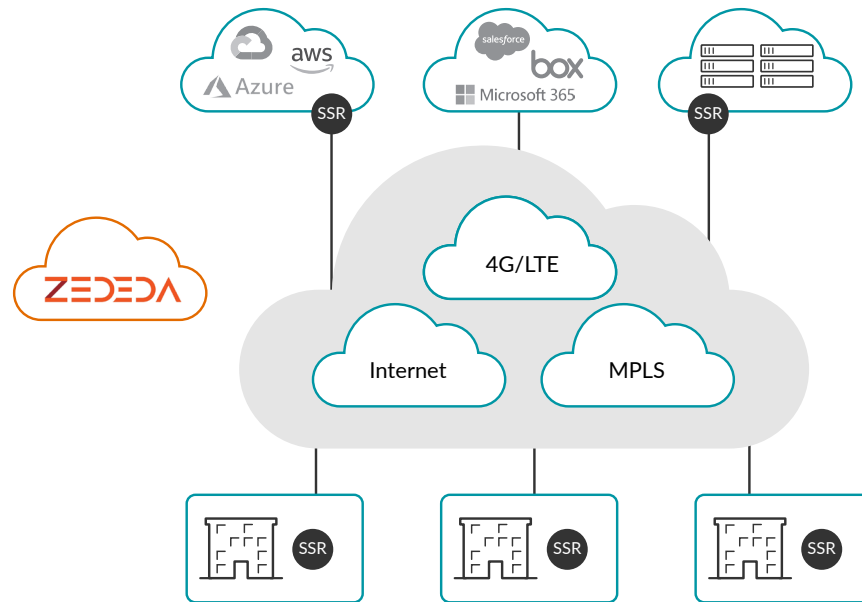 aws
Azure
SSR
salesforce
box
Microsoft 365
SSR
ZEDEDA
4G/LTE
Internet
MPLS
SSR
SSR
SSR